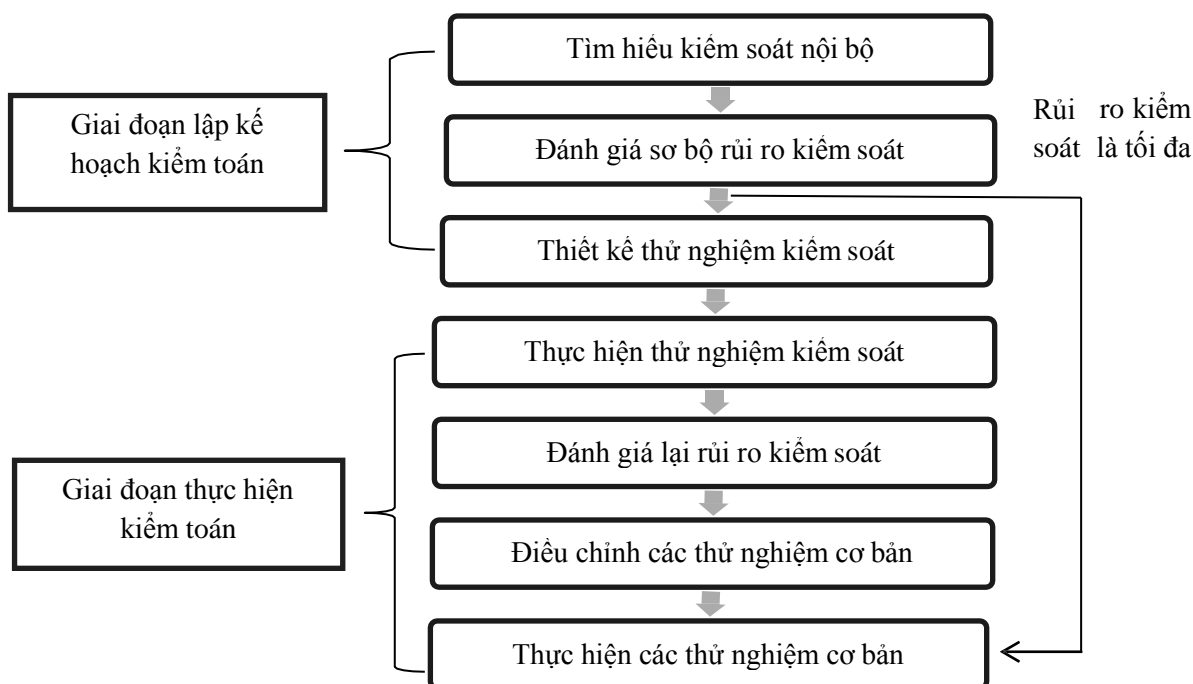 Tìm hiểu kiểm soát nội bộ
Giai đoạn lập kế
hoạch kiểm toán
Đánh giá sơ bộ rủi ro kiểm soát
Rủi ro kiểm
soát là tối đa
Thiết kế thử nghiệm kiểm soát
Thực hiện thử nghiệm kiểm soát
Đánh giá lại rủi ro kiểm soát
Giai đoạn thực hiện
kiểm toán
Điều chỉnh các thử nghiệm cơ bản
Thực hiện các thử nghiệm cơ bản